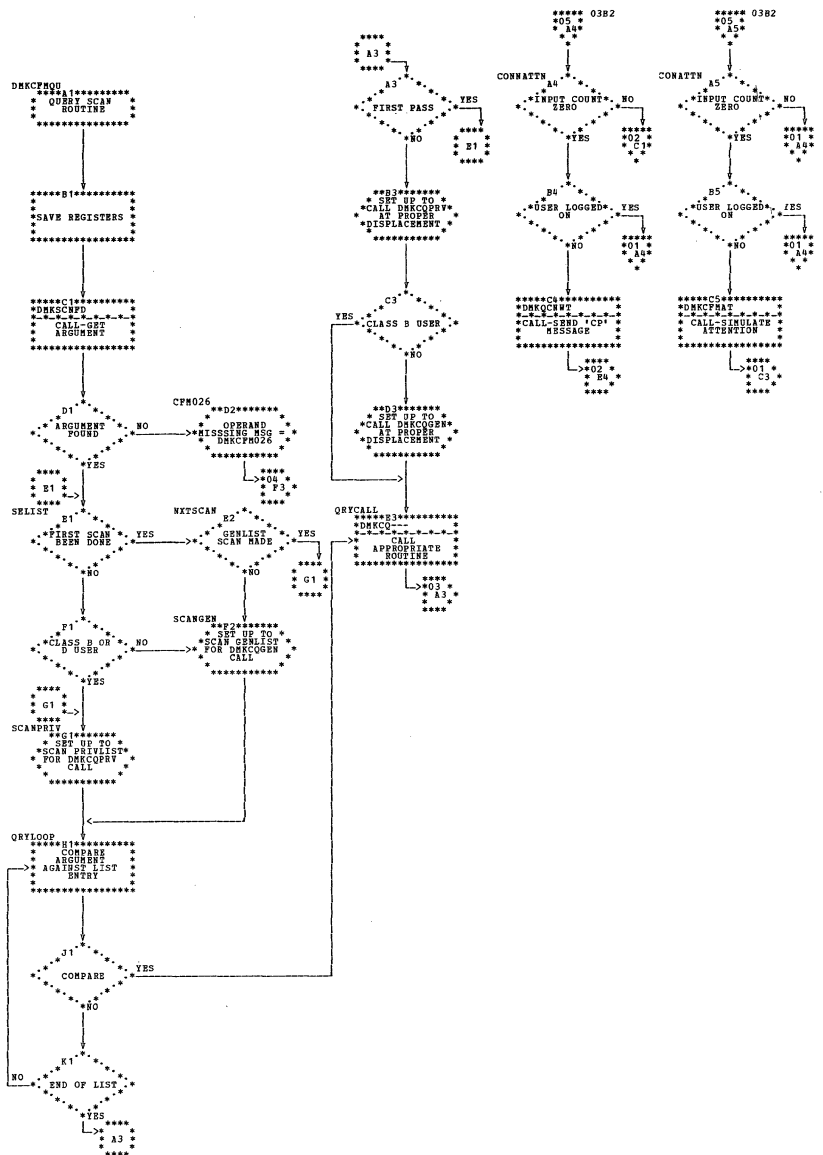 DMKCFMQU
A1
QUERY SCAN
ROUTINE
B1
SAVE REGISTERS
C1
DMKSCNFD
CALL-GET
ARGUMENT
D1
ARGUMENT
FOUND
NO
YES
CFM026
D2
OPERAND
MISSSING MSG =
DMKCFM026
04
F3
E1
SELIST
E1
FIRST SCAN
BEEN DONE
YES
NO
NXTSCAN
E2
GENLIST
SCAN MADE
YES
NO
G1
F1
CLASS B OR
D USER
NO
YES
SCANGEN
F2
SET UP TO
SCAN GENLIST
FOR DMKCQGEN
CALL
G1
SCANPRIV
G1
SET UP TO
SCAN PRIVLIST
FOR DMKCQPRV
CALL
QRYLOOP
H1
COMPARE
ARGUMENT
AGAINST LIST
ENTRY
J1
COMPARE
YES
NO
K1
END OF LIST
NO
YES
A3
A3
A3
FIRST PASS
YES
NO
E1
B3
SET UP TO
CALL DMKCQPRV
AT PROPER
DISPLACEMENT
C3
CLASS B USER
YES
NO
D3
SET UP TO
CALL DMKCQGEN
AT PROPER
DISPLACEMENT
QRYCALL
E3
DMKCQ---
CALL
APPROPRIATE
ROUTINE
03
A3
05
A4
03B2
CONNATTN
A4
INPUT COUNT
ZERO
NO
YES
02
C1
B4
USER LOGGED
ON
YES
NO
01
A4
C4
DMKQCNWT
CALL-SEND 'CP'
MESSAGE
02
E4
05
A5
03B2
CONATTN
A5
INPUT COUNT
ZERO
NO
YES
01
A4
B5
USER LOGGED
ON
YES
NO
01
A4
C5
DMKCFMAT
CALL-SIMULATE
ATTENTION
01
C3